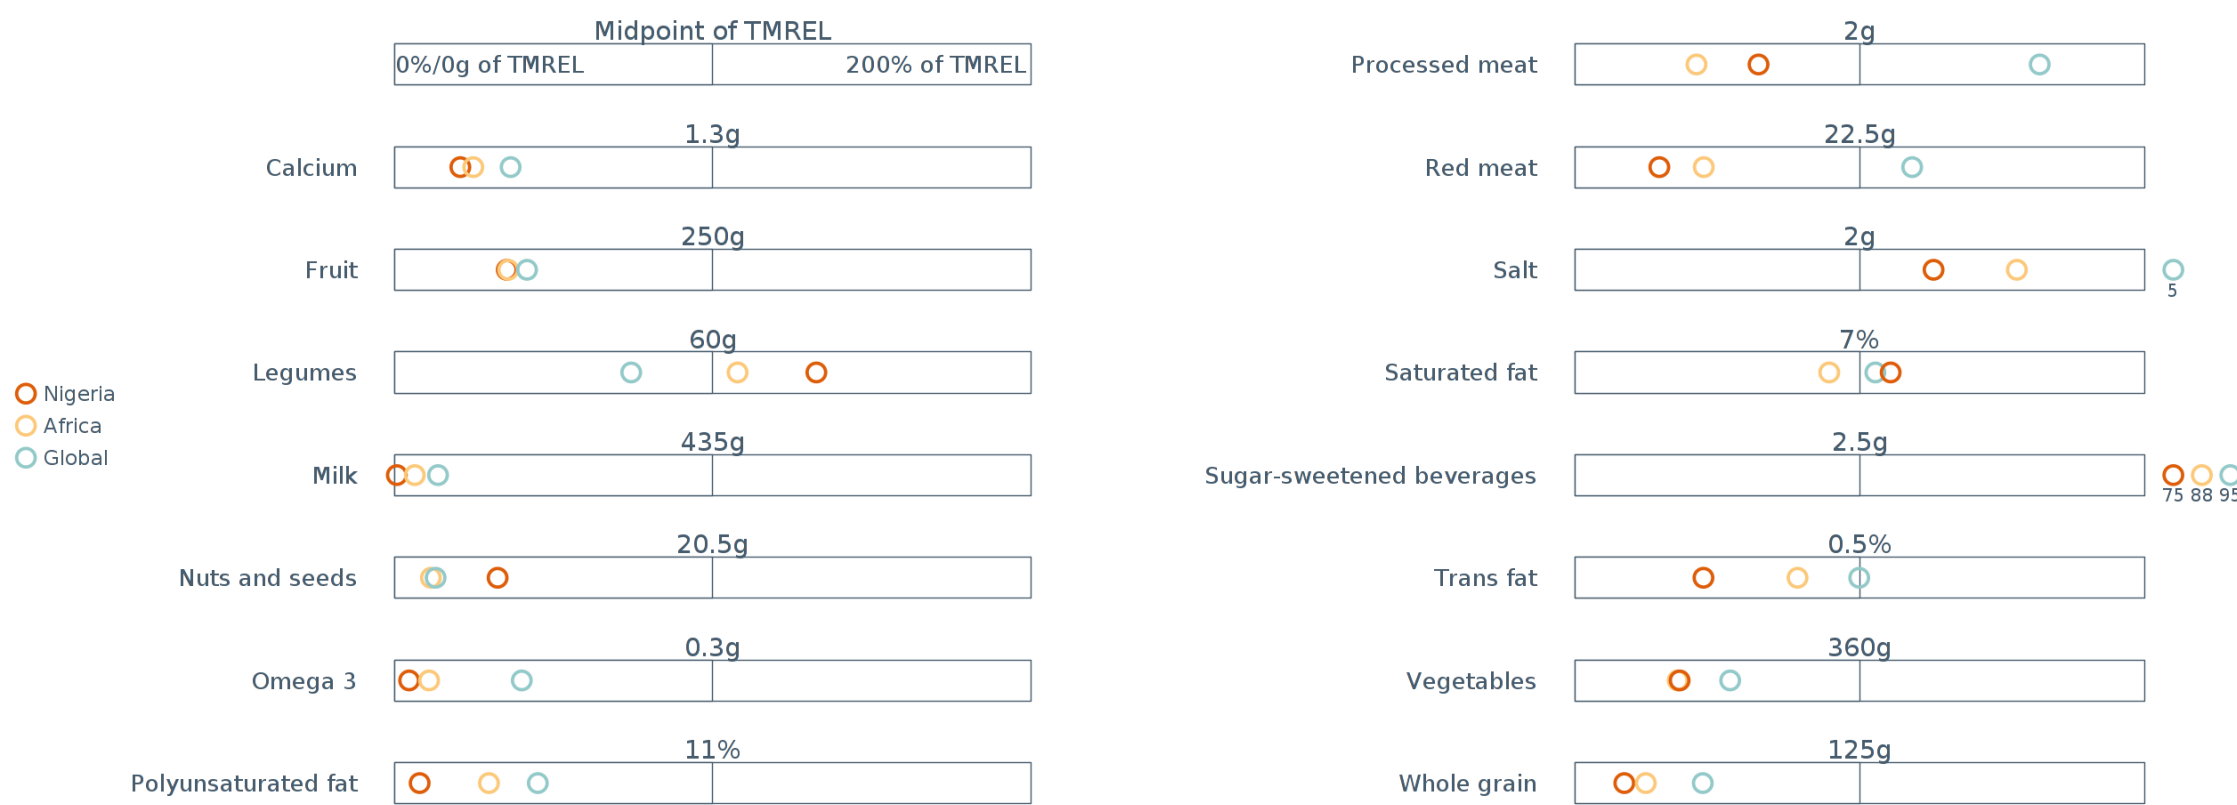 Midpoint of TMREL
0%/0g of TMREL 200% of TMREL
1.3g
Calcium
250g
Fruit
60g
Legumes
435g
Milk
20.5g
Nuts and seeds
0.3g
Omega 3
11%
Polyunsaturated fat
Nigeria
Africa
Global
2g
Processed meat
22.5g
Red meat
2g
Salt
5
7%
Saturated fat
2.5g
Sugar-sweetened beverages
75 88 95
0.5%
Trans fat
360g
Vegetables
125g
Whole grain